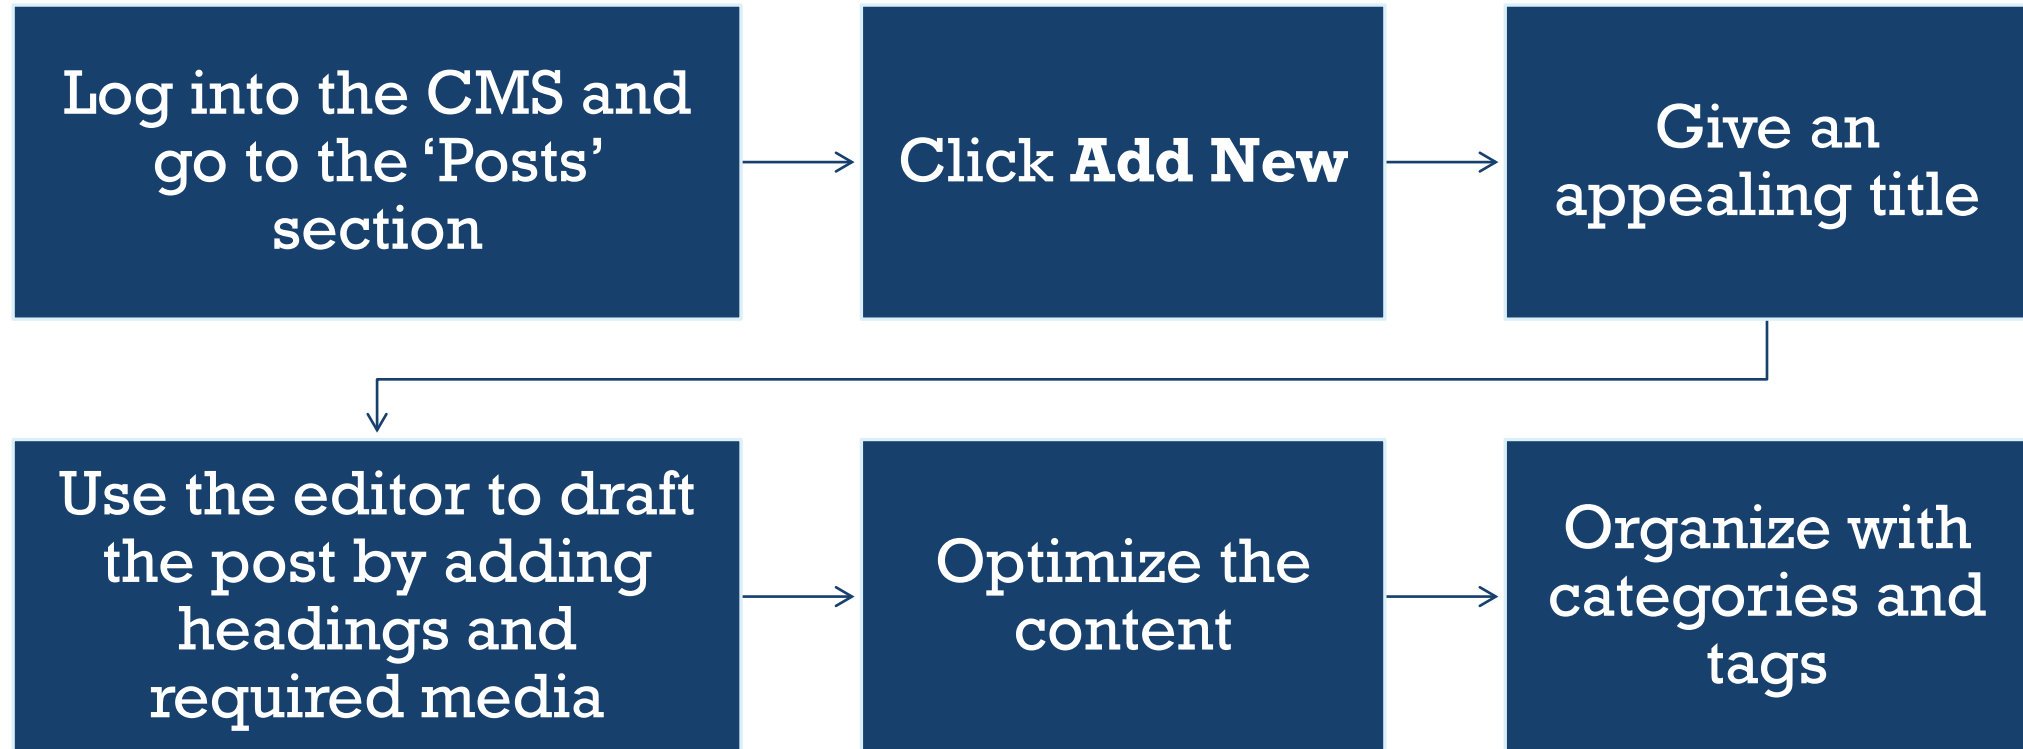 Log into the CMS and
go to the ‘Posts’
section
Click Add New
Give an
appealing title
Use the editor to draft
the post by adding
headings and
required media
Optimize the
content
Organize with
categories and
tags